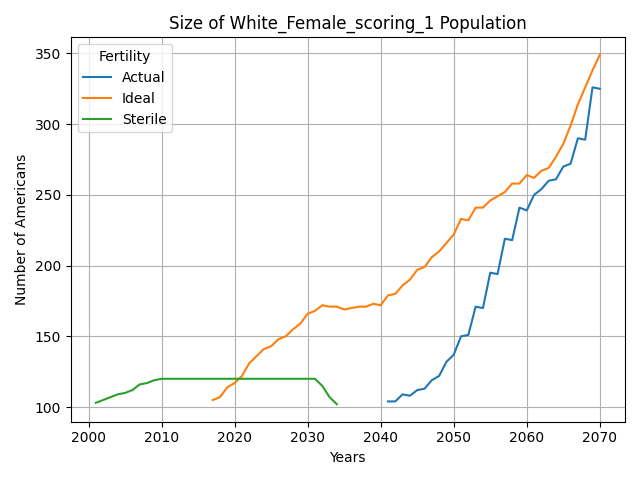 Size of White_Female_scoring_1 Population
Number of Americans
350
300
250
200
150
100
Fertility
Actual
Ideal
Sterile
2000 2010 2020 2030 2040 2050 2060 2070
Years